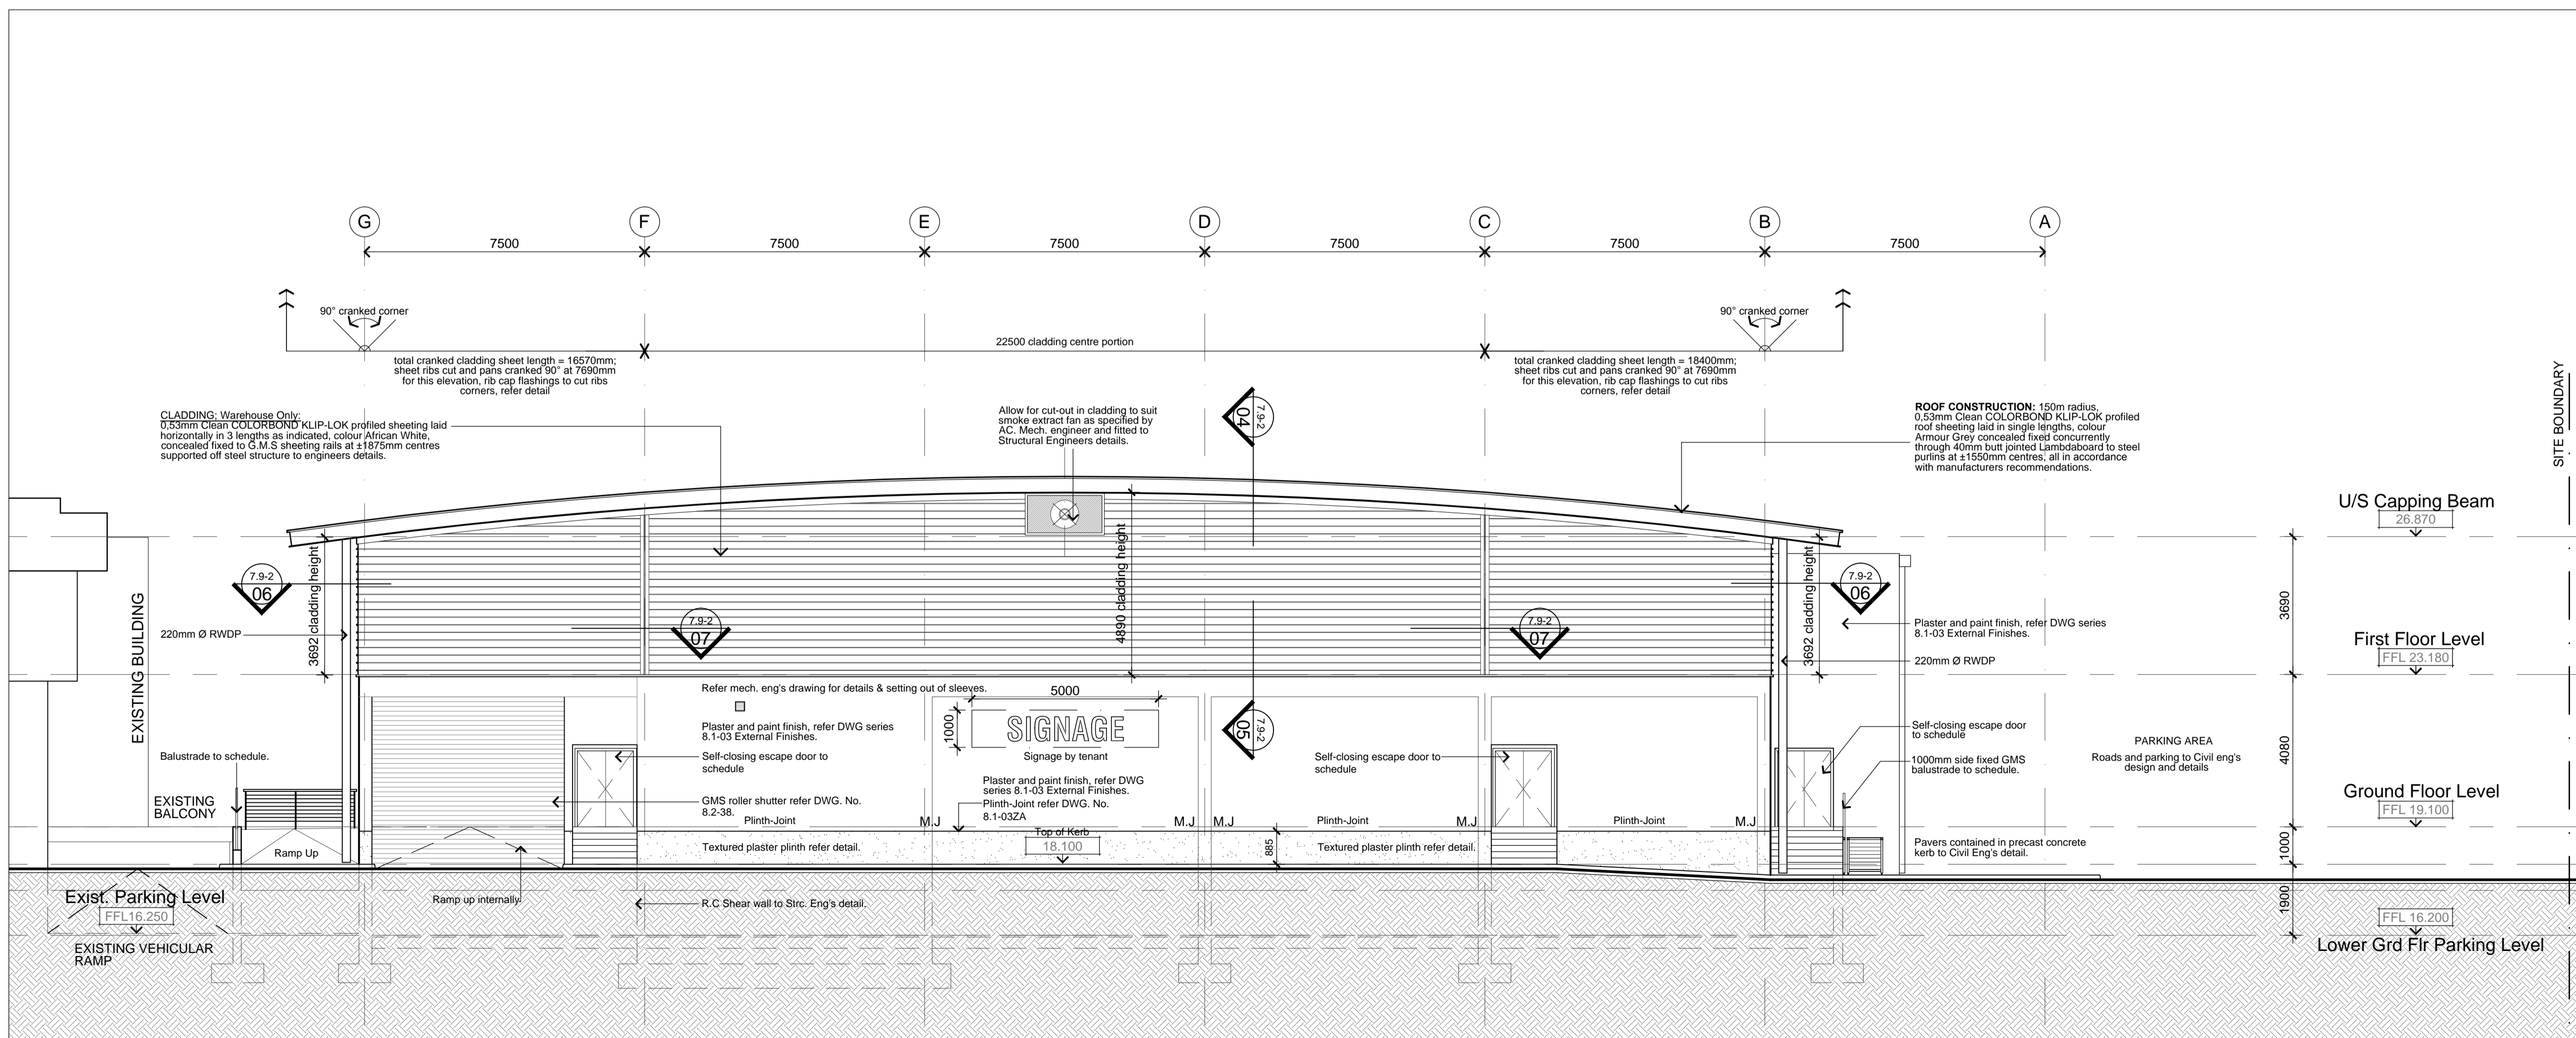 G
F
E
D
C
B
A
7500
7500
7500
7500
7500
7500
90° cranked corner
90° cranked corner
22500 cladding centre portion
total cranked cladding sheet length = 16570mm;
sheet ribs cut and pans cranked 90° at 7690mm
for this elevation, rib cap flashings to cut ribs
corners, refer detail
total cranked cladding sheet length = 18400mm;
sheet ribs cut and pans cranked 90° at 7690mm
for this elevation, rib cap flashings to cut ribs
corners, refer detail
CLADDING; Warehouse Only:
0,53mm Clean COLORBOND KLIP-LOK profiled sheeting laid
horizontally in 3 lengths as indicated, colour African White,
concealed fixed to G.M.S sheeting rails at ±1875mm centres
supported off steel structure to engineers details.
Allow for cut-out in cladding to suit
smoke extract fan as specified by
AC. Mech. engineer and fitted to
Structural Engineers details.
7.9-2
04
ROOF CONSTRUCTION: 150m radius,
0,53mm Clean COLORBOND KLIP-LOK profiled
roof sheeting laid in single lengths, colour
Armour Grey concealed fixed concurrently
through 40mm butt jointed Lambdaboard to steel
purlins at ±1550mm centres, all in accordance
with manufacturers recommendations.
SITE BOUNDARY
U/S Capping Beam
26.870
3692 cladding height
4890 cladding height
3692 cladding height
7.9-2
06
7.9-2
06
7.9-2
07
7.9-2
07
3690
EXISTING BUILDING
220mm Ø RWDP
Plaster and paint finish, refer DWG series
8.1-03 External Finishes.
220mm Ø RWDP
First Floor Level
FFL 23.180
Refer mech. eng's drawing for details & setting out of sleeves.
5000
1000
SIGNAGE
Signage by tenant
7.9-2
05
Plaster and paint finish, refer DWG series
8.1-03 External Finishes.
Self-closing escape door to
schedule
Self-closing escape door to
schedule
Self-closing escape door
to schedule
PARKING AREA
Roads and parking to Civil eng's
design and details
4080
Balustrade to schedule.
1000mm side fixed GMS
balustrade to schedule.
Plaster and paint finish, refer DWG
series 8.1-03 External Finishes.
Plinth-Joint refer DWG. No.
8.1-03ZA
GMS roller shutter refer DWG. No.
8.2-38.
EXISTING
BALCONY
Ground Floor Level
FFL 19.100
Plinth-Joint
M.J
M.J
M.J
Plinth-Joint
M.J
Plinth-Joint
M.J
Top of Kerb
18.100
885
Ramp Up
Textured plaster plinth refer detail.
Textured plaster plinth refer detail.
Pavers contained in precast concrete
kerb to Civil Eng's detail.
1000
Exist. Parking Level
FFL16.250
Ramp up internally
R.C Shear wall to Strc. Eng's detail.
1900
FFL 16.200
Lower Grd Flr Parking Level
EXISTING VEHICULAR
RAMP